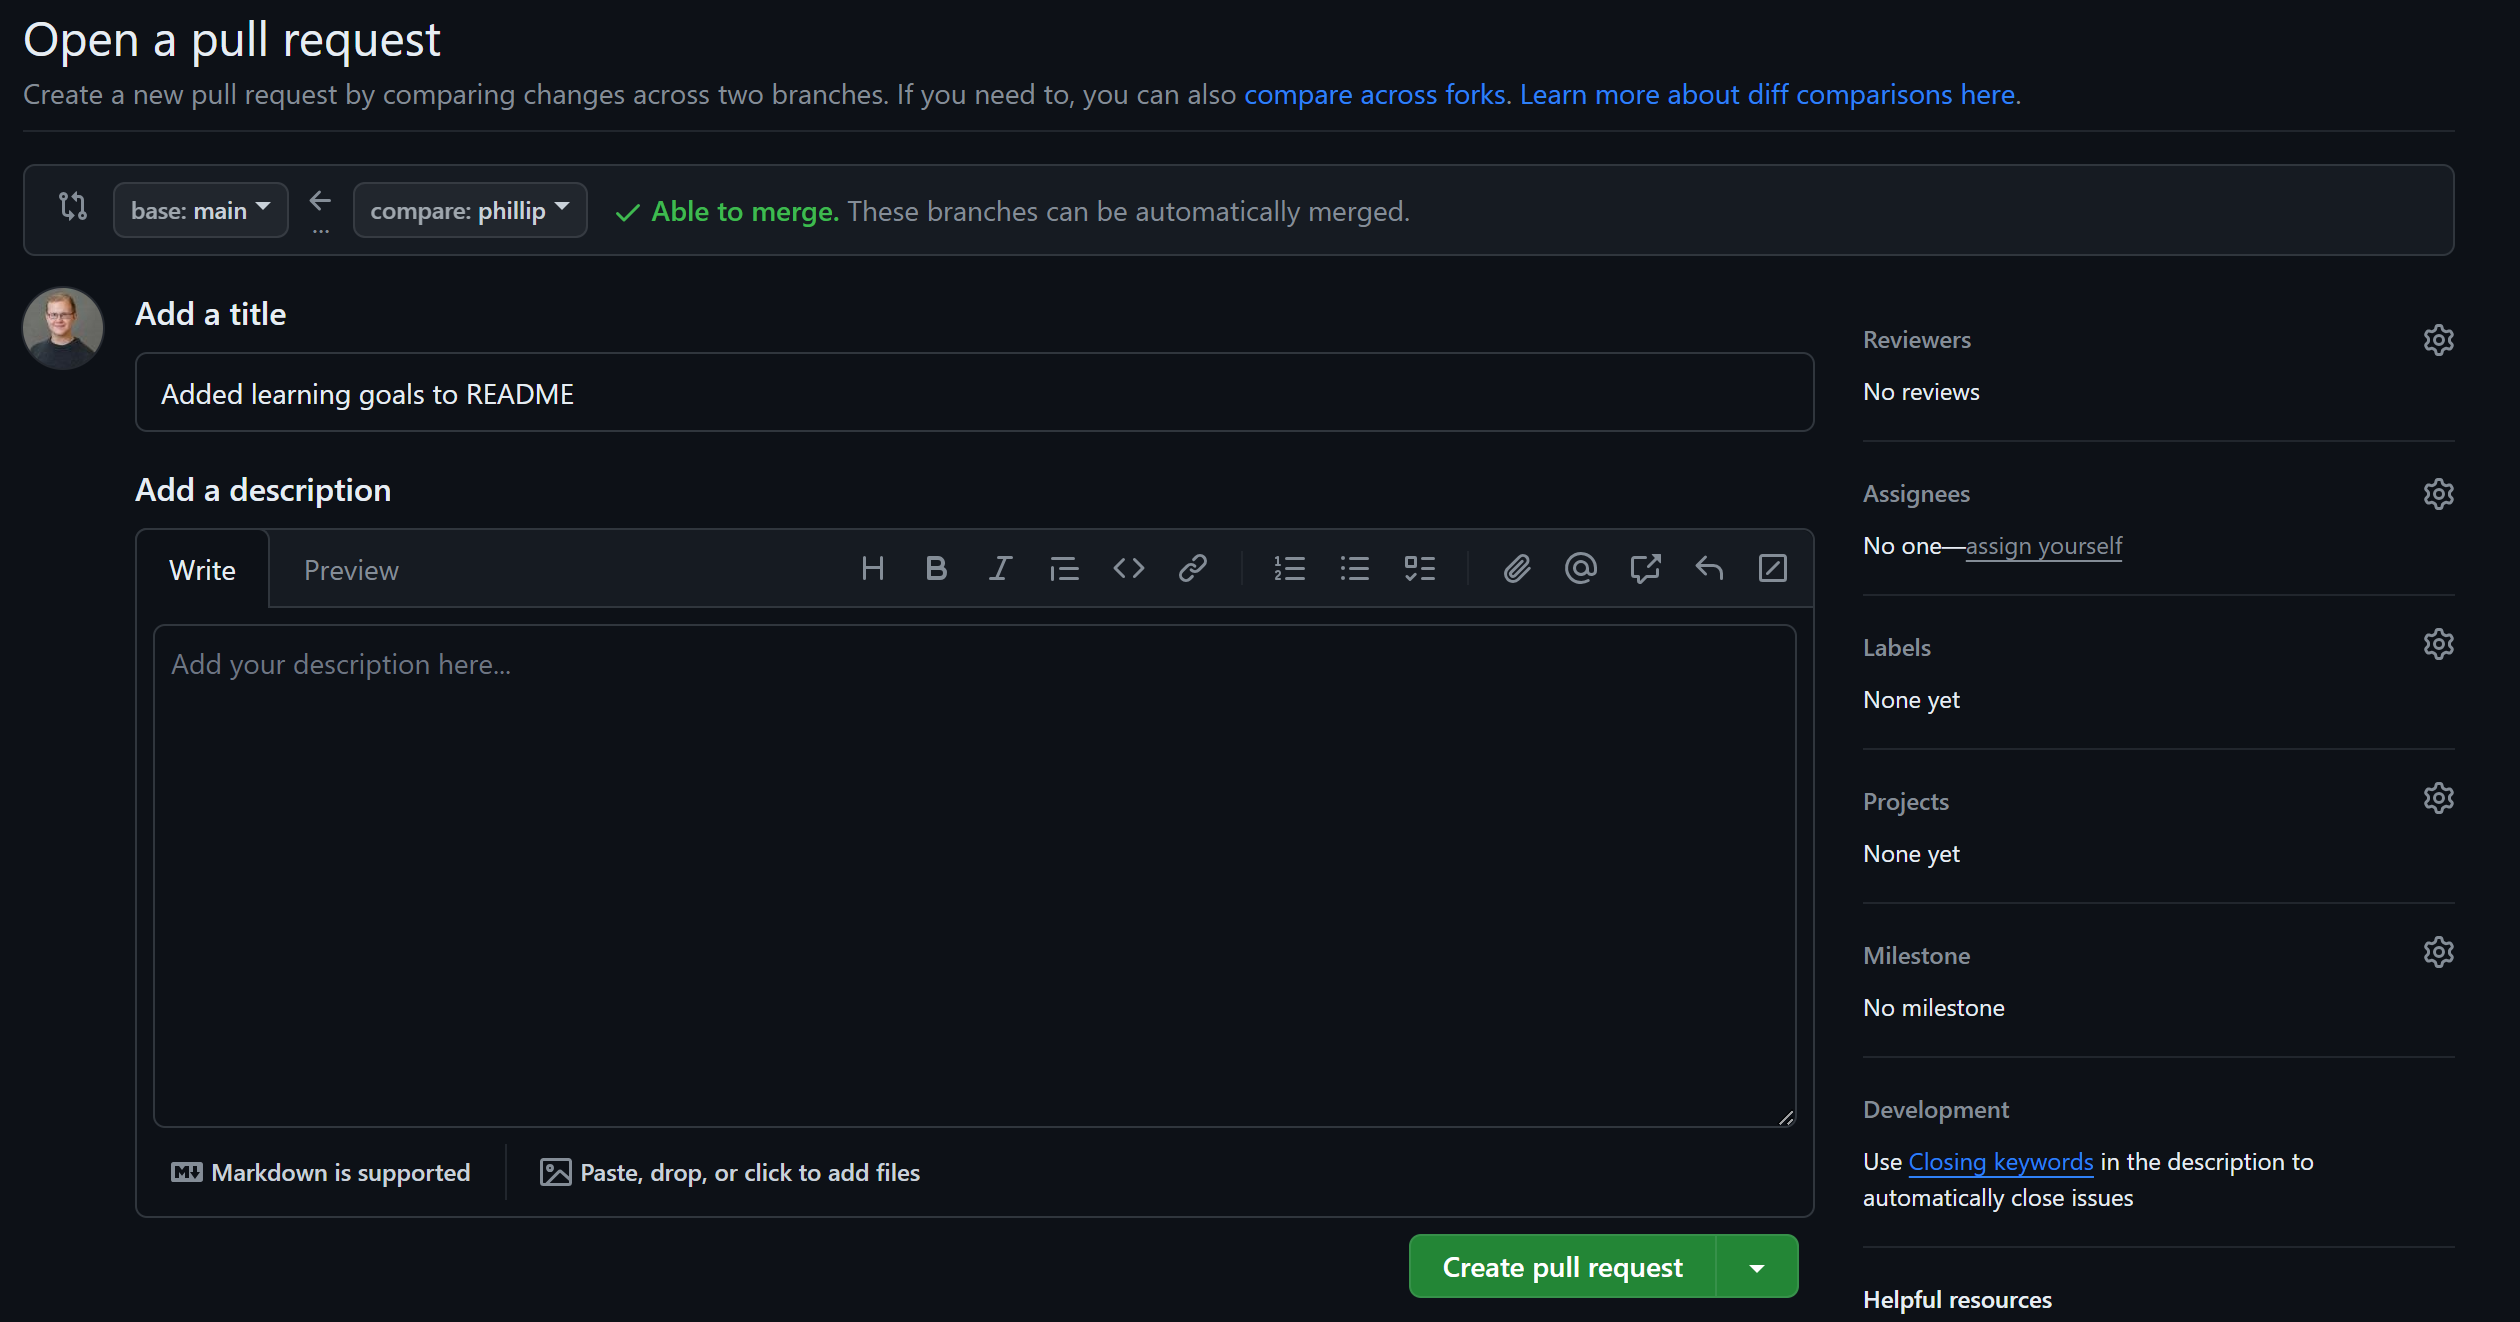 Open a pull request
Create a new pull request by comparing changes across two branches. If you need to, you can also compare across forks. Learn more about diff comparisons here.
base: main
...
compare: phillip
Able to merge. These branches can be automatically merged.
Add a title
Added learning goals to README
Add a description
Write
Preview
Add your description here...
Markdown is supported
Paste, drop, or click to add files
Create pull request
Reviewers
No reviews
Assignees
No one—assign yourself
Labels
None yet
Projects
None yet
Milestone
No milestone
Development
Use Closing keywords in the description to
automatically close issues
Helpful resources